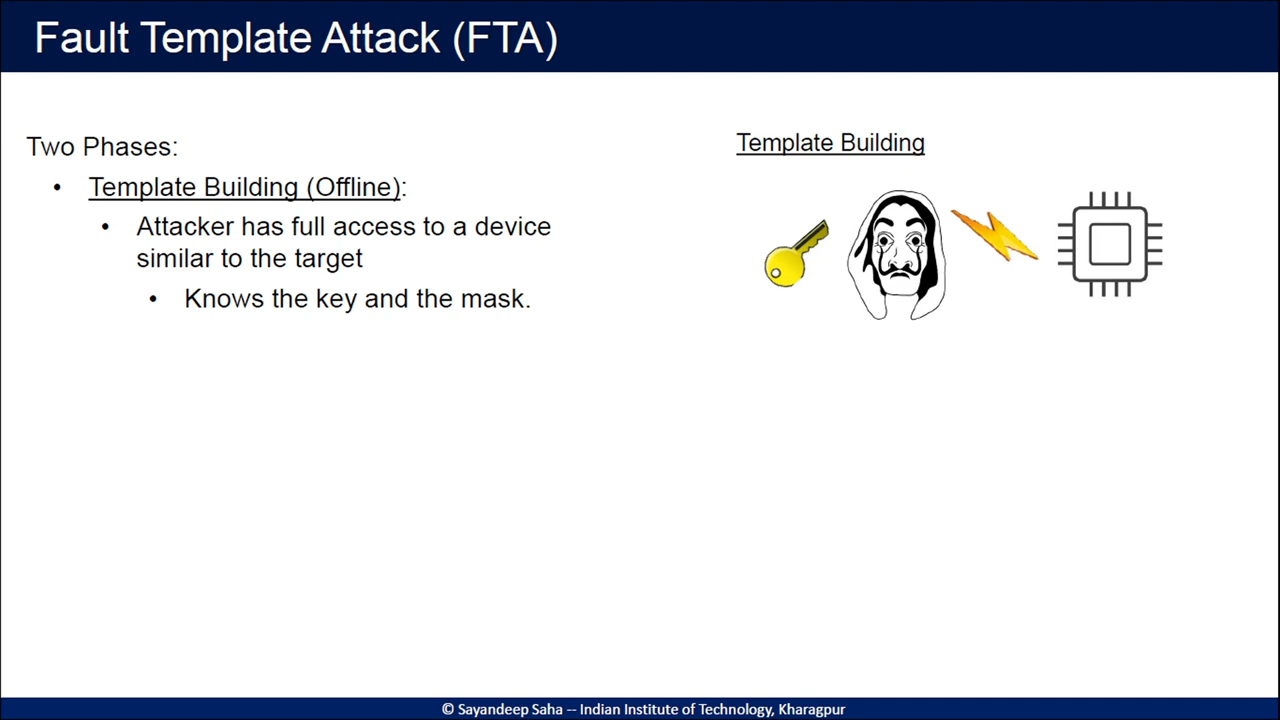 Fault Template Attack (FTA)
Two Phases:
• Template Building (Offline):
• Attacker has full access to a device
similar to the target
• Knows the key and the mask.
Template Building
© Sayandeep Saha -- Indian Institute of Technology, Kharagpur